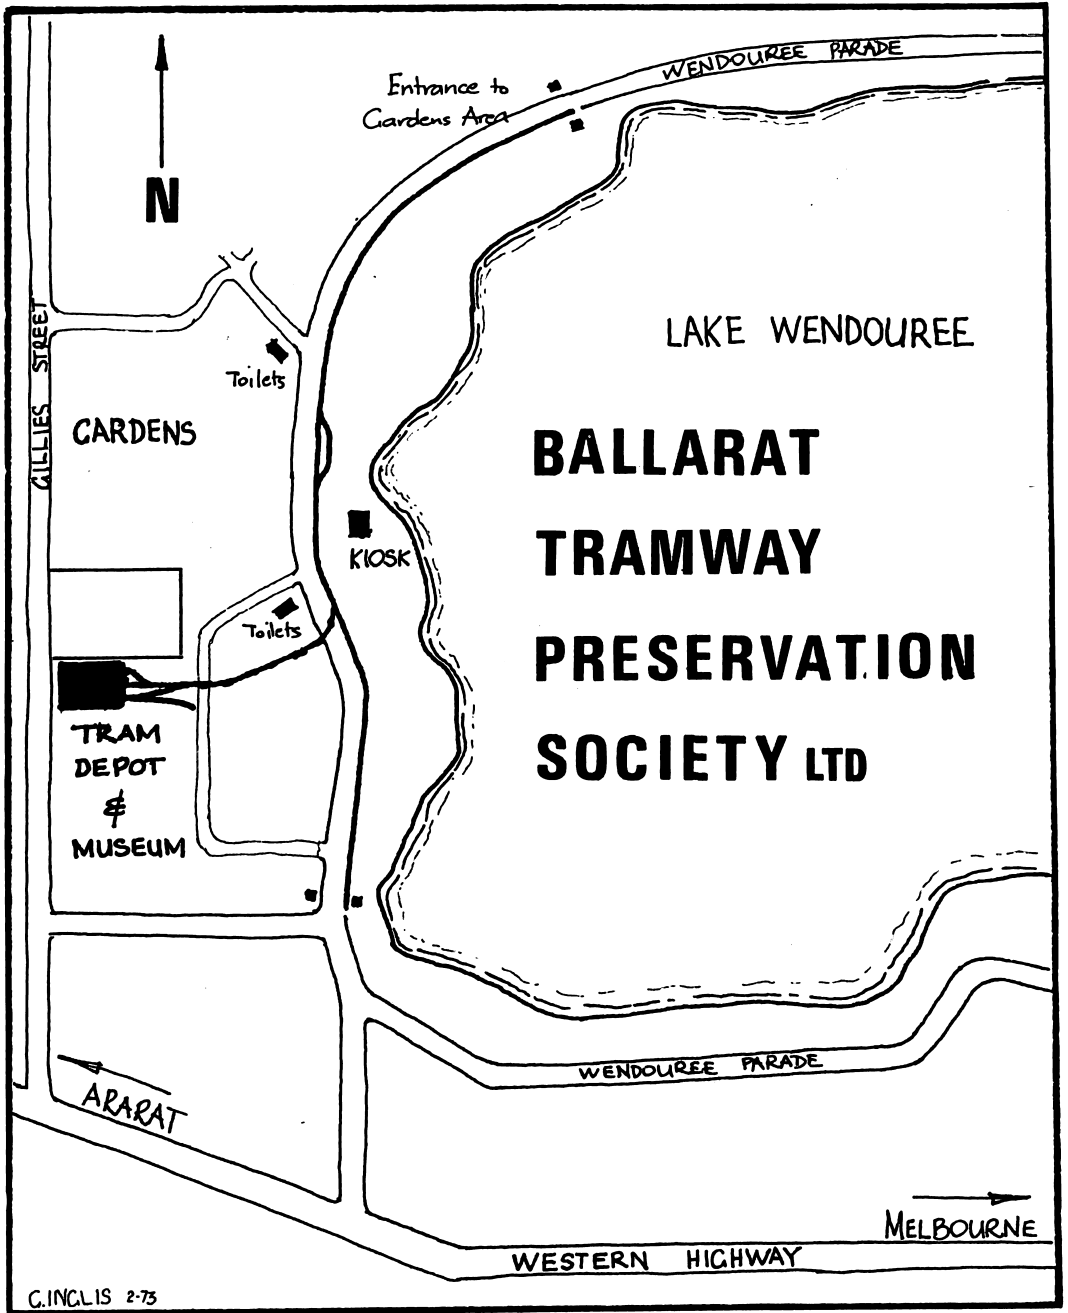 WENDOUREE PARADE
Entrance to
Gardens Area
N
LAKE WENDOUREE
GILLIES STREET
Toilets
GARDENS
BALLARAT
TRAMWAY
PRESERVATION
SOCIETY LTD
KIOSK
Toilets
TRAM
DEPOT
&
MUSEUM
WENDOUREE PARADE
ARARAT
MELBOURNE
WESTERN HIGHWAY
C.INGLIS 2-73